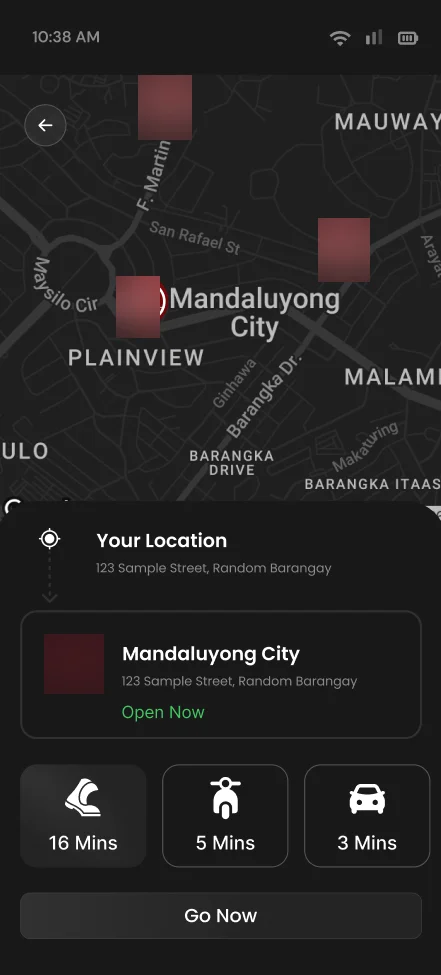 10:38 AM
MAUWAY
F. Martin
San Rafael St
Maysilo Cir
Mandaluyong
City
PLAINVIEW
Ginhawa
Barangka Dr.
MALAM
ULO
BARANGKA
DRIVE
Makaturing
BARANGKA ITAAS
Your Location
123 Sample Street, Random Barangay
Mandaluyong City
123 Sample Street, Random Barangay
Open Now
16 Mins
5 Mins
3 Mins
Go Now